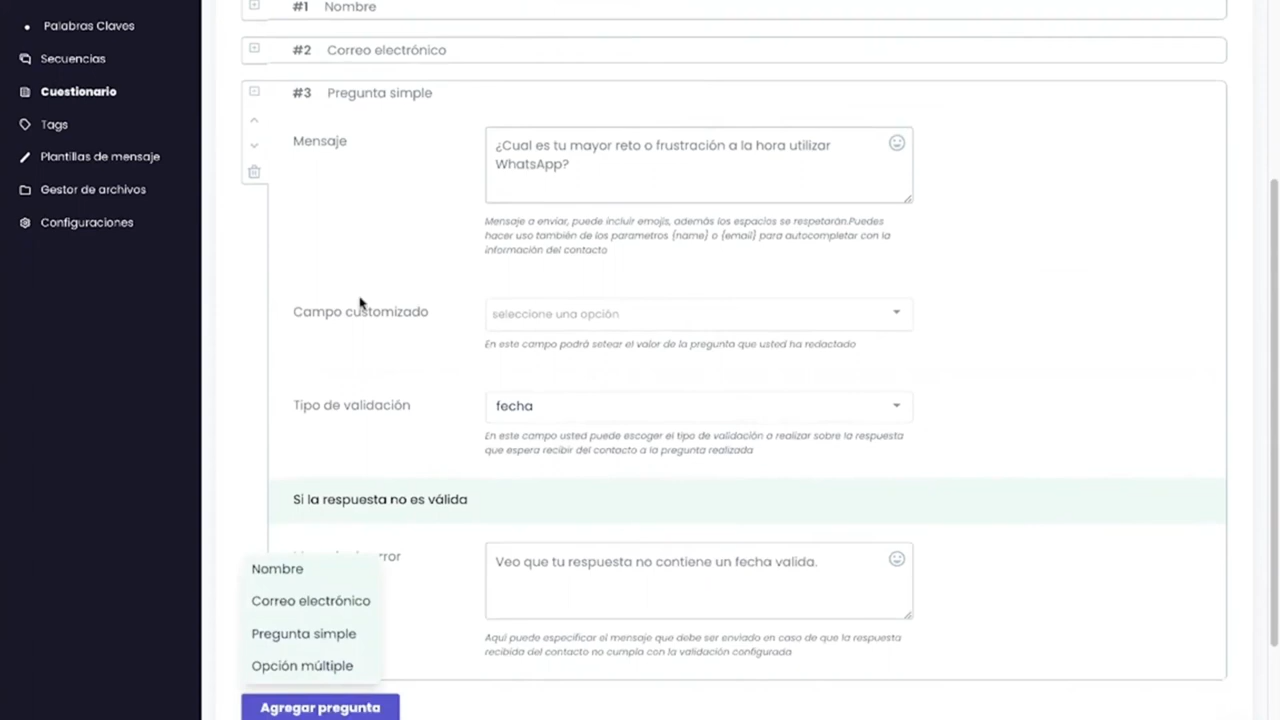 Palabras Claves
Secuencias
Cuestionario
Tags
Plantillas de mensaje
Gestor de archivos
Configuraciones
#1 Nombre
#2 Correo electrónico
#3 Pregunta simple
Mensaje
¿Cual es tu mayor reto o frustración a la hora utilizar
WhatsApp?
Mensaje a enviar, puede incluir emojis, además los espacios se respetarán.Puedes
hacer uso también de los parametros {name} o {email} para autocompletar con la
información del contacto
Campo customizado
seleccione una opción
En este campo podrá setear el valor de la pregunta que usted ha redactado
Tipo de validación
fecha
En este campo usted puede escoger el tipo de validación a realizar sobre la respuesta
que espera recibir del contacto a la pregunta realizada
Si la respuesta no es válida
Veo que tu respuesta no contiene un fecha valida.
Aquí puede especificar el mensaje que debe ser enviado en caso de que la respuesta
recibida del contacto no cumpla con la validación configurada
Nombre
Correo electrónico
Pregunta simple
Opción múltiple
Agregar pregunta